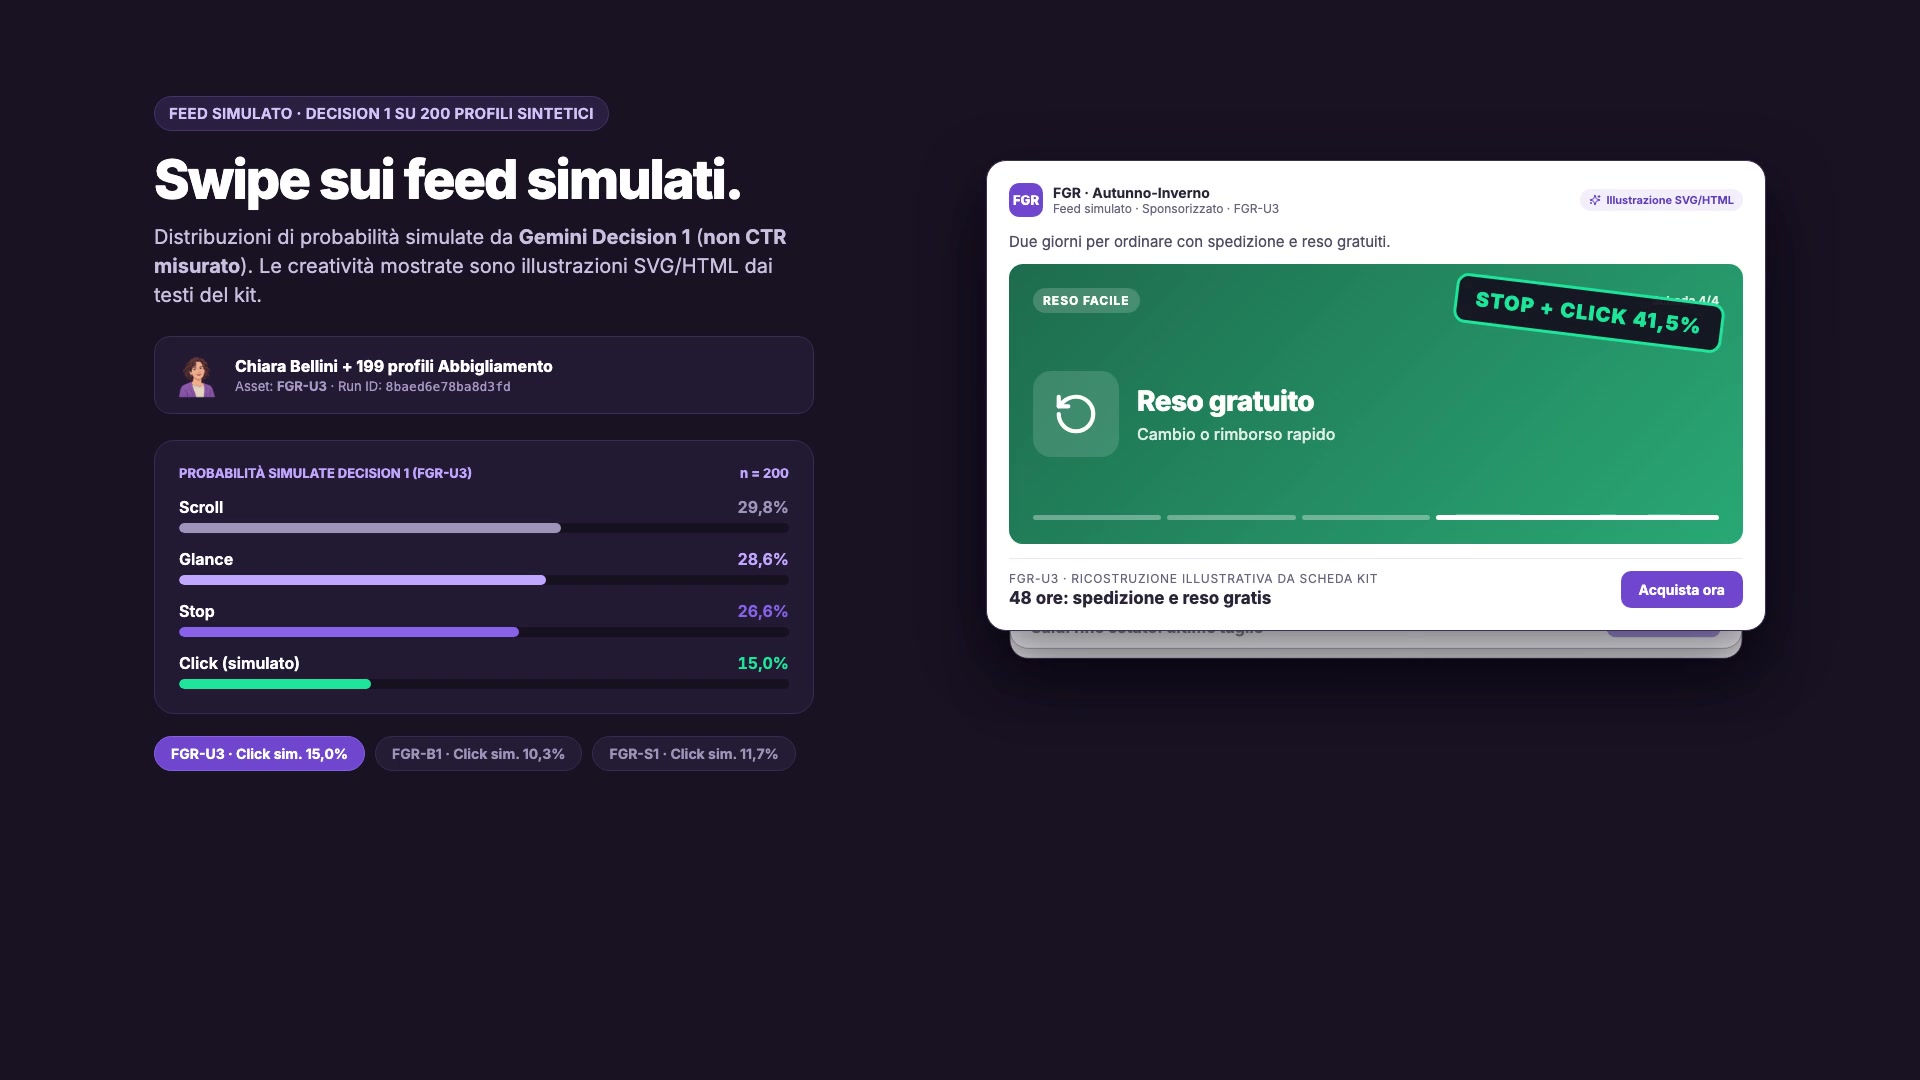 FEED SIMULATO · DECISION 1 SU 200 PROFILI SINTETICI
Swipe sui feed simulati.
Distribuzioni di probabilità simulate da Gemini Decision 1 (non CTR
misurato). Le creatività mostrate sono illustrazioni SVG/HTML dai
testi del kit.
Chiara Bellini + 199 profili Abbigliamento
Asset: FGR-U3 · Run ID: 8baed6e78ba8d3fd
PROBABILITÀ SIMULATE DECISION 1 (FGR-U3) n = 200
Scroll 29,8%
Glance 28,6%
Stop 26,6%
Click (simulato) 15,0%
FGR-U3 · Click sim. 15,0%
FGR-B1 · Click sim. 10,3%
FGR-S1 · Click sim. 11,7%
FGR
FGR · Autunno-Inverno
Feed simulato · Sponsorizzato · FGR-U3
Illustrazione SVG/HTML
Due giorni per ordinare con spedizione e reso gratuiti.
RESO FACILE
4/4
STOP + CLICK 41,5%
Reso gratuito
Cambio o rimborso rapido
FGR-U3 · RICOSTRUZIONE ILLUSTRATIVA DA SCHEDA KIT
48 ore: spedizione e reso gratis
Acquista ora